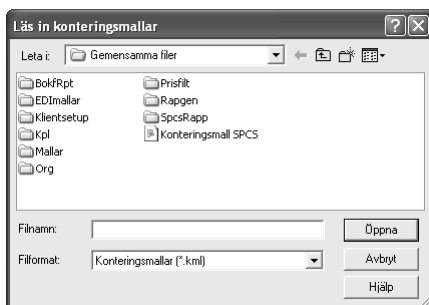 Läs in konteringsmallar
Leta i: Gemensamma filer
BokfRpt
EDImallar
Klientsetup
Kpl
Mallar
Org
Prisfilt
Rapgen
SpcsRapp
Konteringsmall SPCS
Filnamn:
Öppna
Filformat: Konteringsmallar (*.kml)
Avbryt
Hjälp